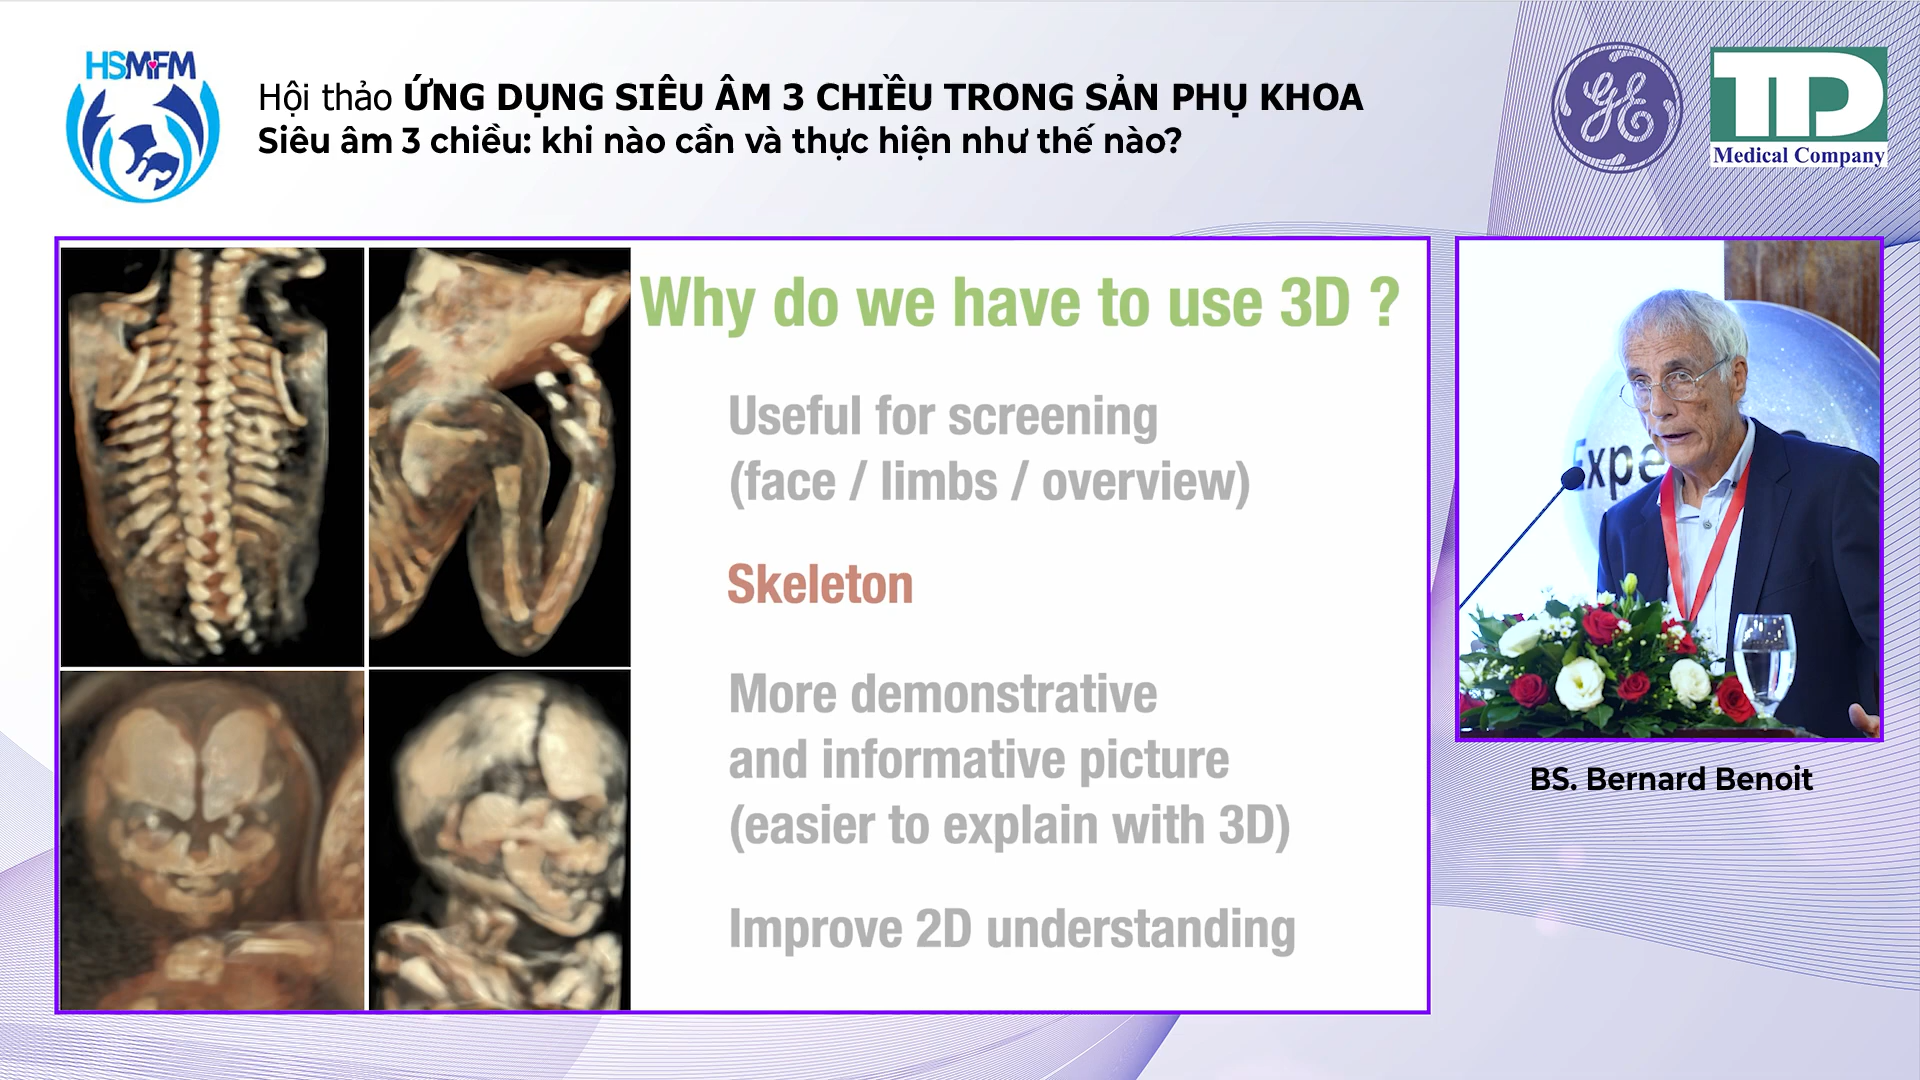 HSMFM
Hội thảo ỨNG DỤNG SIÊU ÂM 3 CHIỀU TRONG SẢN PHỤ KHOA
Siêu âm 3 chiều: khi nào cần và thực hiện như thế nào?
GE
TD
Medical Company
Why do we have to use 3D ?
Useful for screening
(face / limbs / overview)
Skeleton
More demonstrative
and informative picture
(easier to explain with 3D)
Improve 2D understanding
Expe
BS. Bernard Benoit